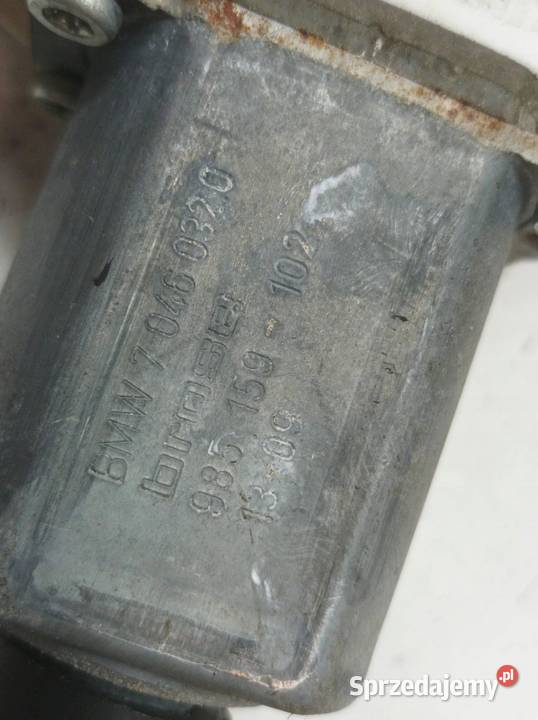 BMW 7 046 032.0
brose
985 159 - 102
13 09
Sprzedajemy.pl